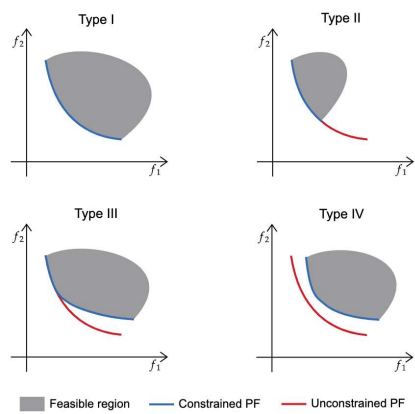 Type I
f₂
f₁
Type II
f₂
f₁
Type III
f₂
f₁
Type IV
f₂
f₁
Feasible region
Constrained PF
Unconstrained PF